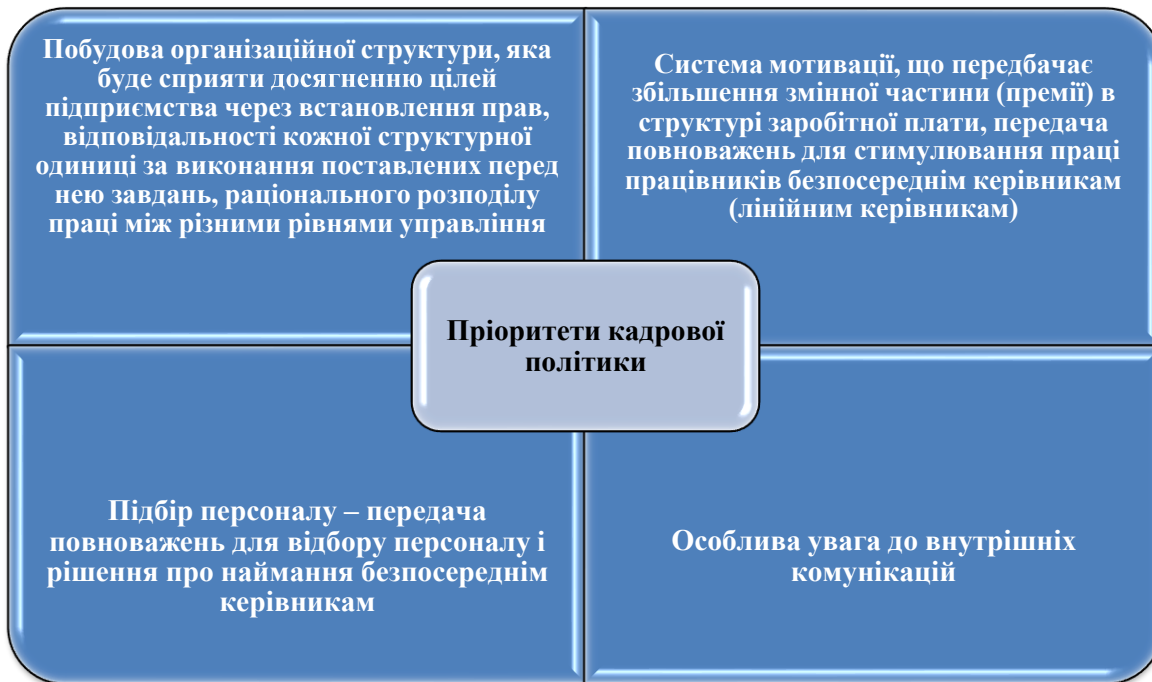 Побудова організаційної структури, яка
буде сприяти досягненню цілей
підприємства через встановлення прав,
відповідальності кожної структурної
одиниці за виконання поставлених перед
нею завдань, раціонального розподілу
праці між різними рівнями управління
Система мотивації, що передбачає
збільшення змінної частини (премії) в
структурі заробітної плати, передача
повноважень для стимулювання праці
працівників безпосереднім керівникам
(лінійним керівникам)
Пріоритети кадрової
політики
Підбір персоналу – передача
повноважень для відбору персоналу і
рішення про наймання безпосереднім
керівникам
Особлива увага до внутрішніх
комунікацій